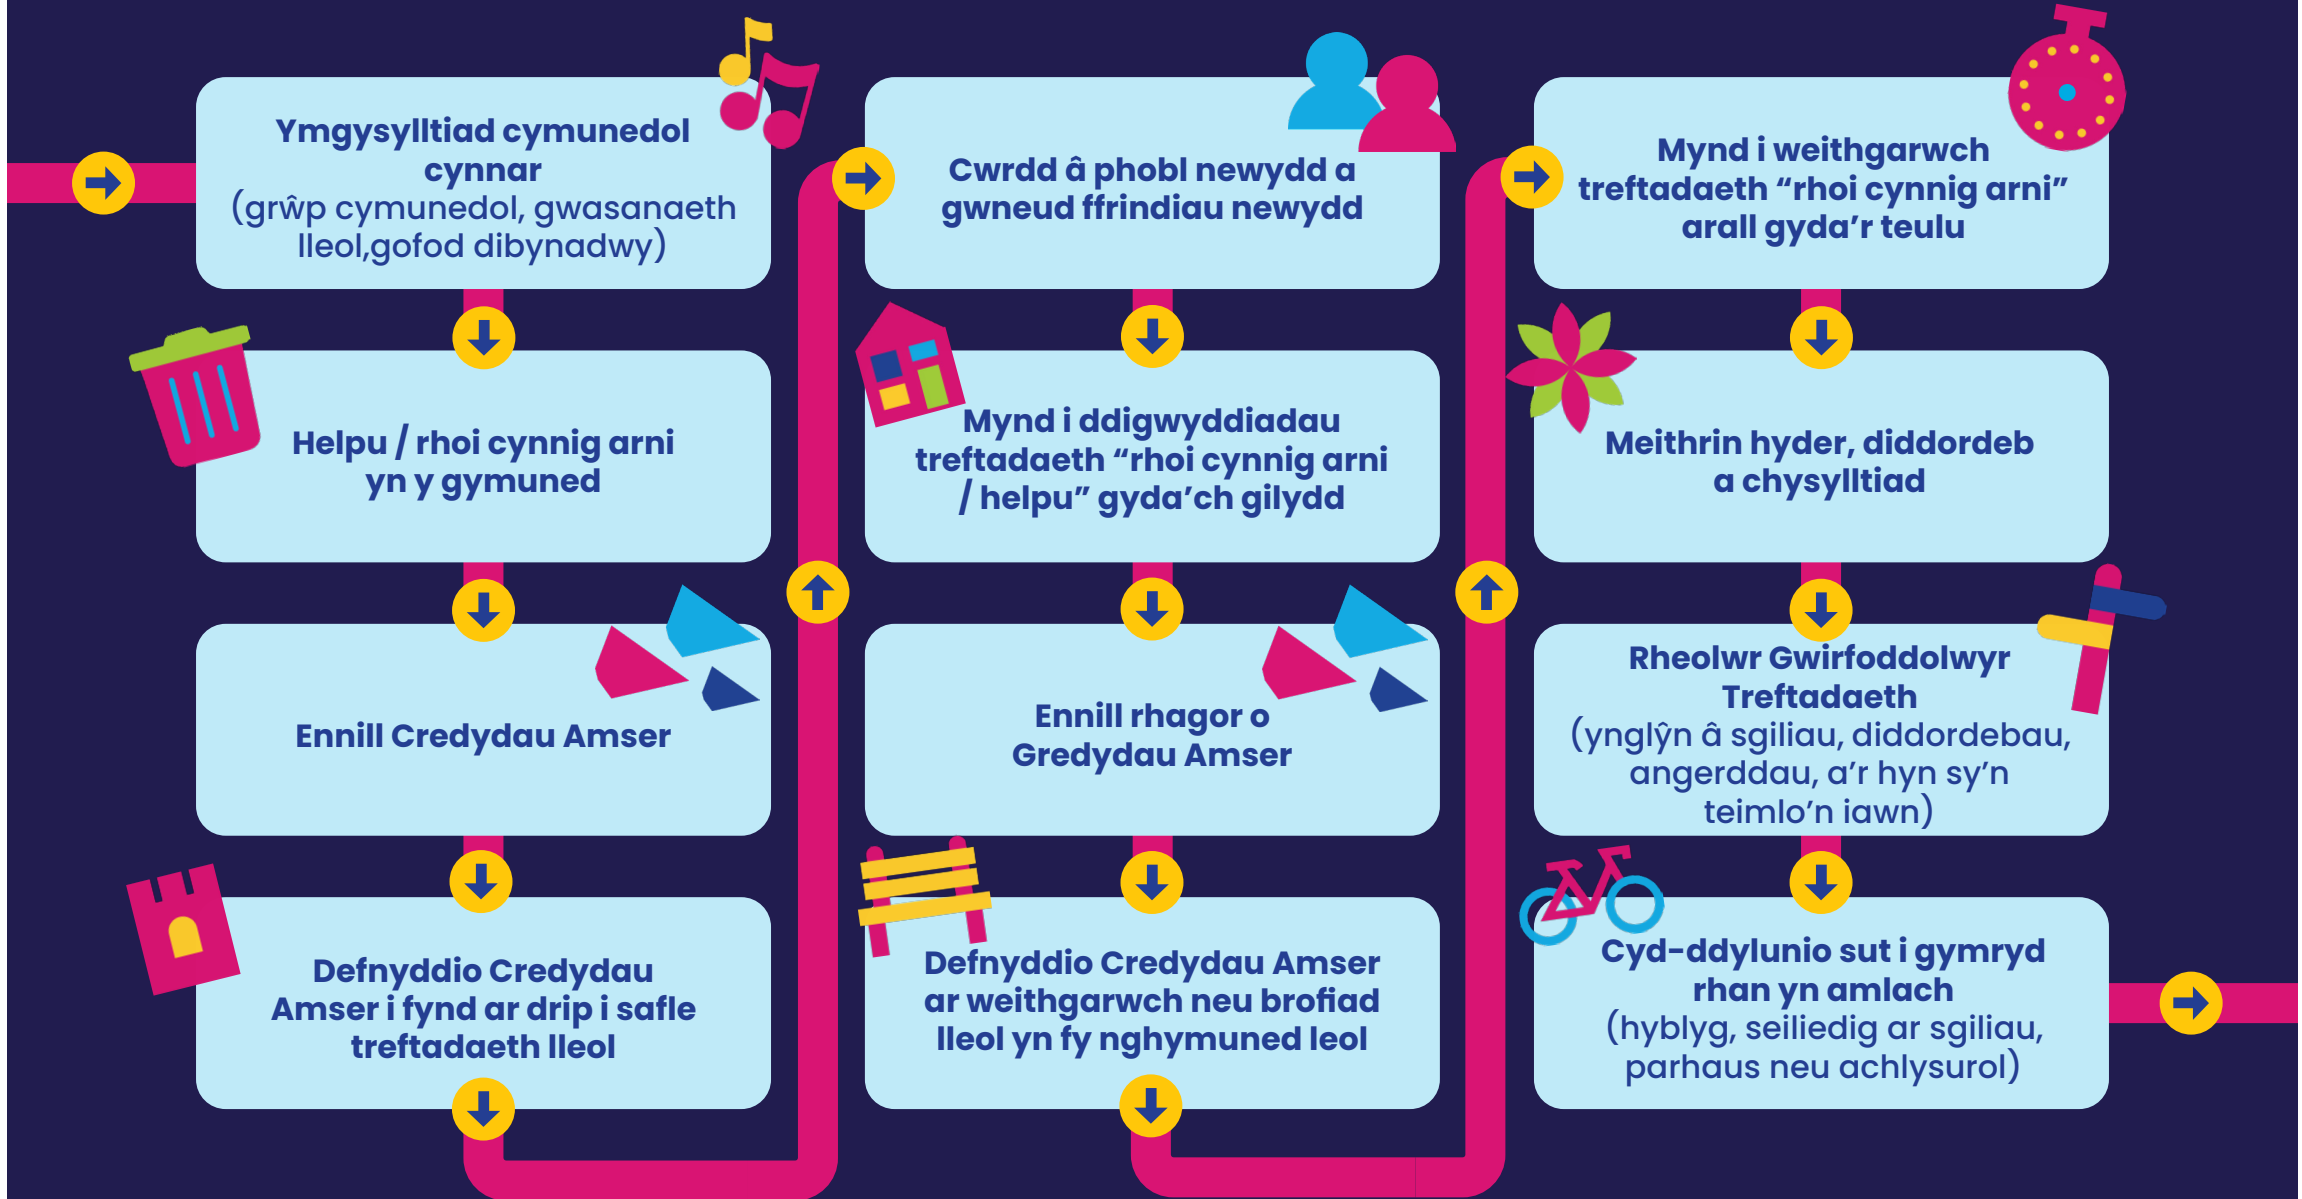 Ymgysylltiad cymunedol
cynnar
(grŵp cymunedol, gwasanaeth
lleol,gofod dibynadwy)
Helpu / rhoi cynnig arni
yn y gymuned
Ennill Credydau Amser
Defnyddio Credydau
Amser i fynd ar drip i safle
treftadaeth lleol
Cwrdd â phobl newydd a
gwneud ffrindiau newydd
Mynd i ddigwyddiadau
treftadaeth “rhoi cynnig arni
/ helpu” gyda’ch gilydd
Ennill rhagor o
Gredydau Amser
Defnyddio Credydau Amser
ar weithgarwch neu brofiad
lleol yn fy nghymuned leol
Mynd i weithgarwch
treftadaeth “rhoi cynnig arni”
arall gyda’r teulu
Meithrin hyder, diddordeb
a chysylltiad
Rheolwr Gwirfoddolwyr
Treftadaeth
(ynglŷn â sgiliau, diddordebau,
angerddau, a’r hyn sy’n
teimlo’n iawn)
Cyd-ddylunio sut i gymryd
rhan yn amlach
(hyblyg, seiliedig ar sgiliau,
parhaus neu achlysurol)